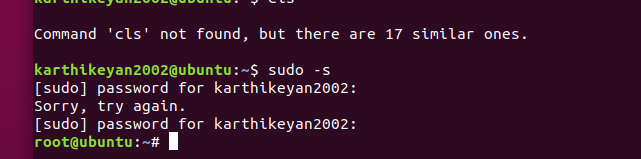 karthikeyan2002@ubuntu:~$ cls
Command 'cls' not found, but there are 17 similar ones.
karthikeyan2002@ubuntu:~$ sudo -s
[sudo] password for karthikeyan2002:
Sorry, try again.
[sudo] password for karthikeyan2002:
root@ubuntu:~#